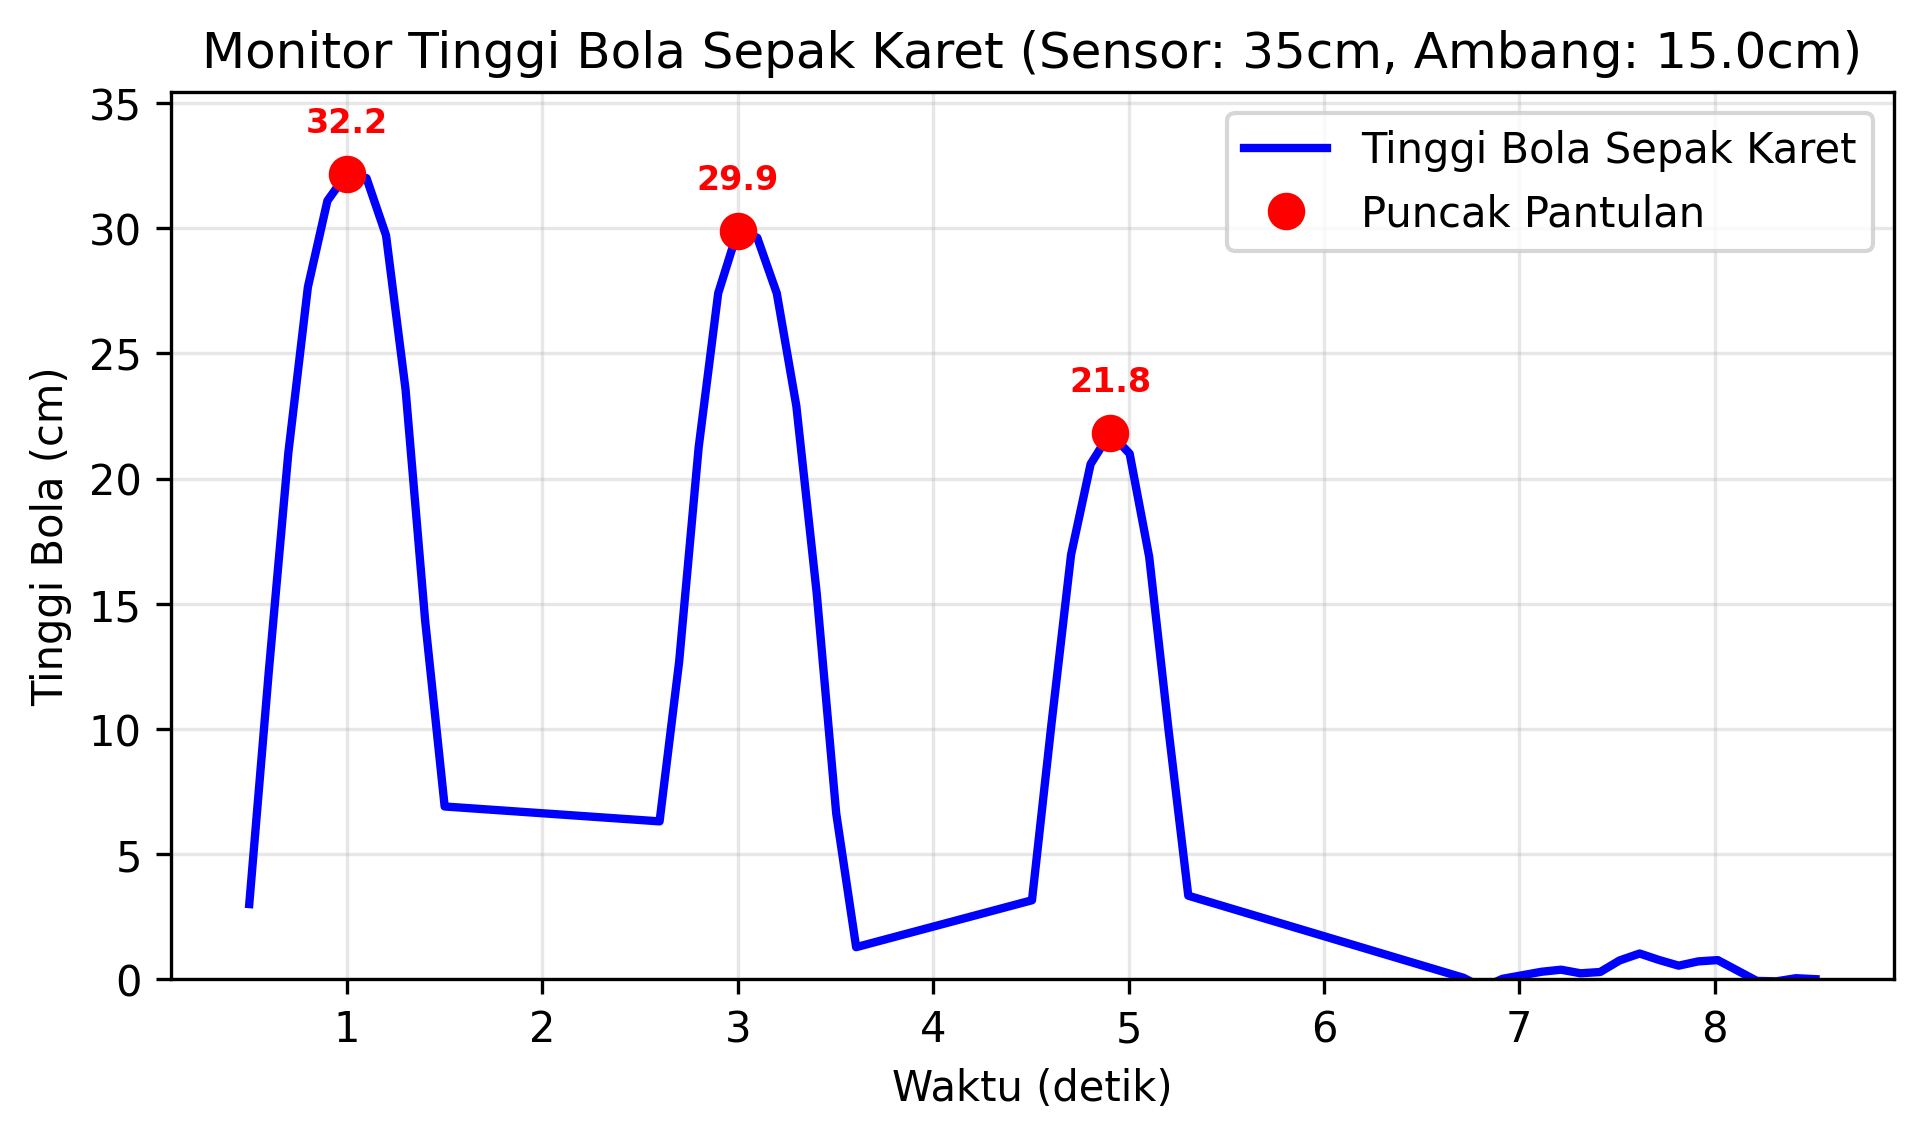 Monitor Tinggi Bola Sepak Karet (Sensor: 35cm, Ambang: 15.0cm)
Tinggi Bola Sepak Karet
Puncak Pantulan
32.2
29.9
21.8
Tinggi Bola (cm)
35
30
25
20
15
10
5
0
1 2 3 4 5 6 7 8
Waktu (detik)